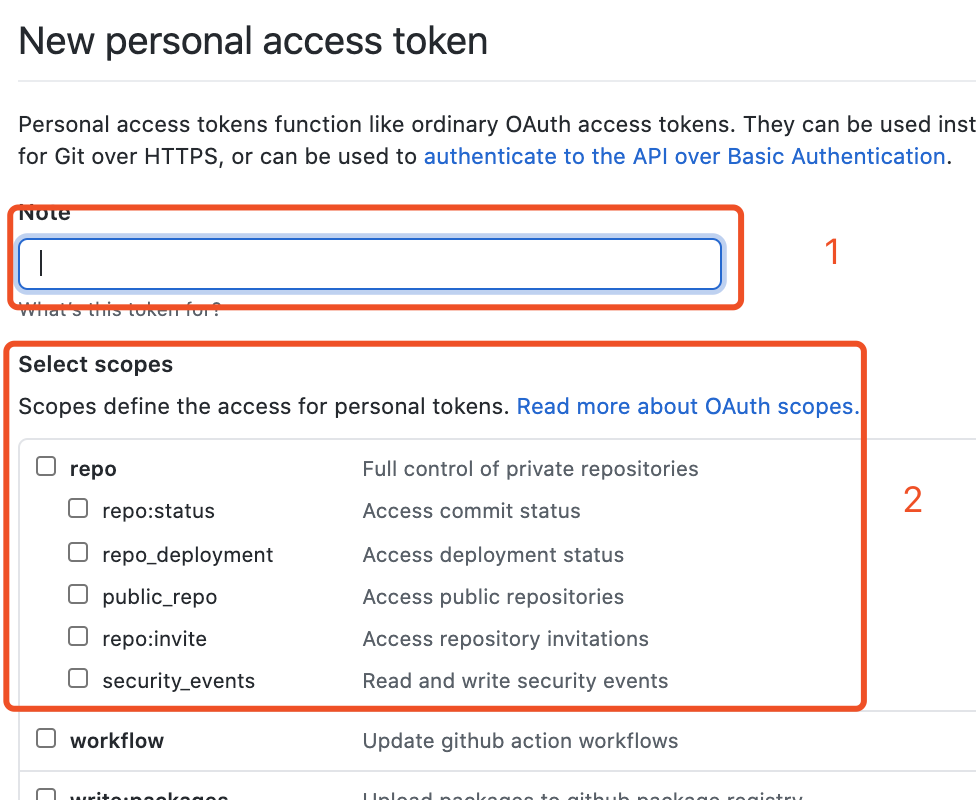 New personal access token
Personal access tokens function like ordinary OAuth access tokens. They can be used inst
for Git over HTTPS, or can be used to authenticate to the API over Basic Authentication.
Note
1
What's this token for?
Select scopes
Scopes define the access for personal tokens. Read more about OAuth scopes.
repo Full control of private repositories
2
repo:status Access commit status
repo_deployment Access deployment status
public_repo Access public repositories
repo:invite Access repository invitations
security_events Read and write security events
workflow Update github action workflows
write:packages Upload packages to github package registry